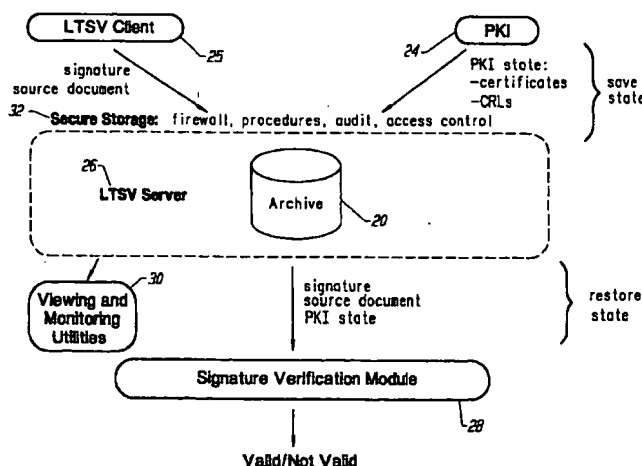 LTSV Client
25
24
PKI
signature
source document
PKI state:
-certificates
-CRLs
save
state
32
Secure Storage: firewall, procedures, audit, access control
26
LTSV Server
Archive
20
30
Viewing and
Monitoring
Utilities
signature
source document
PKI state
restore
state
Signature Verification Module
28
Valid/Not Valid